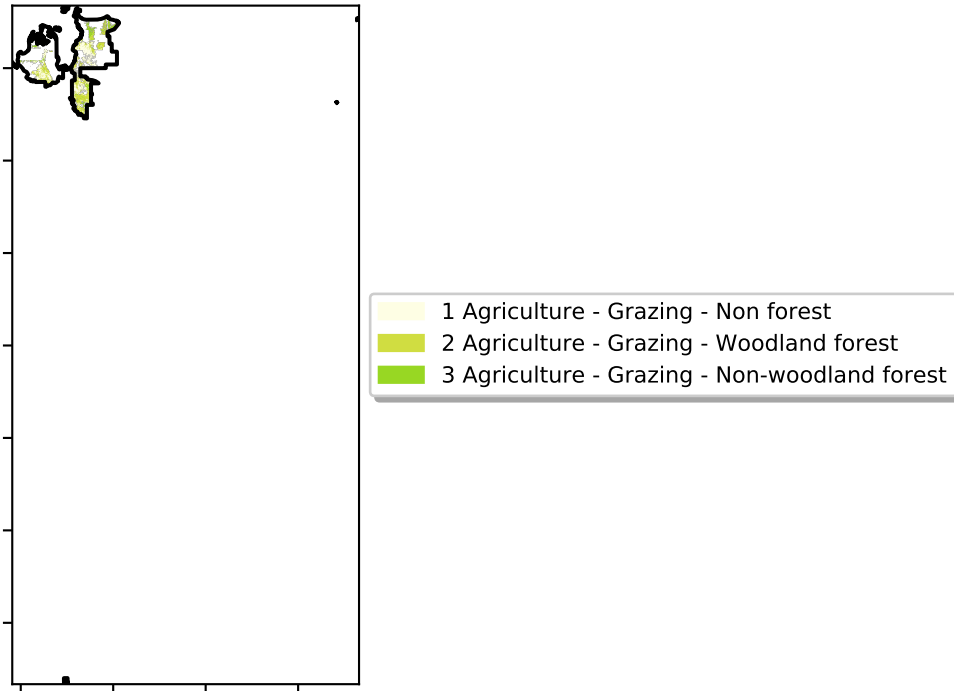 1 Agriculture - Grazing - Non forest
2 Agriculture - Grazing - Woodland forest
3 Agriculture - Grazing - Non-woodland forest